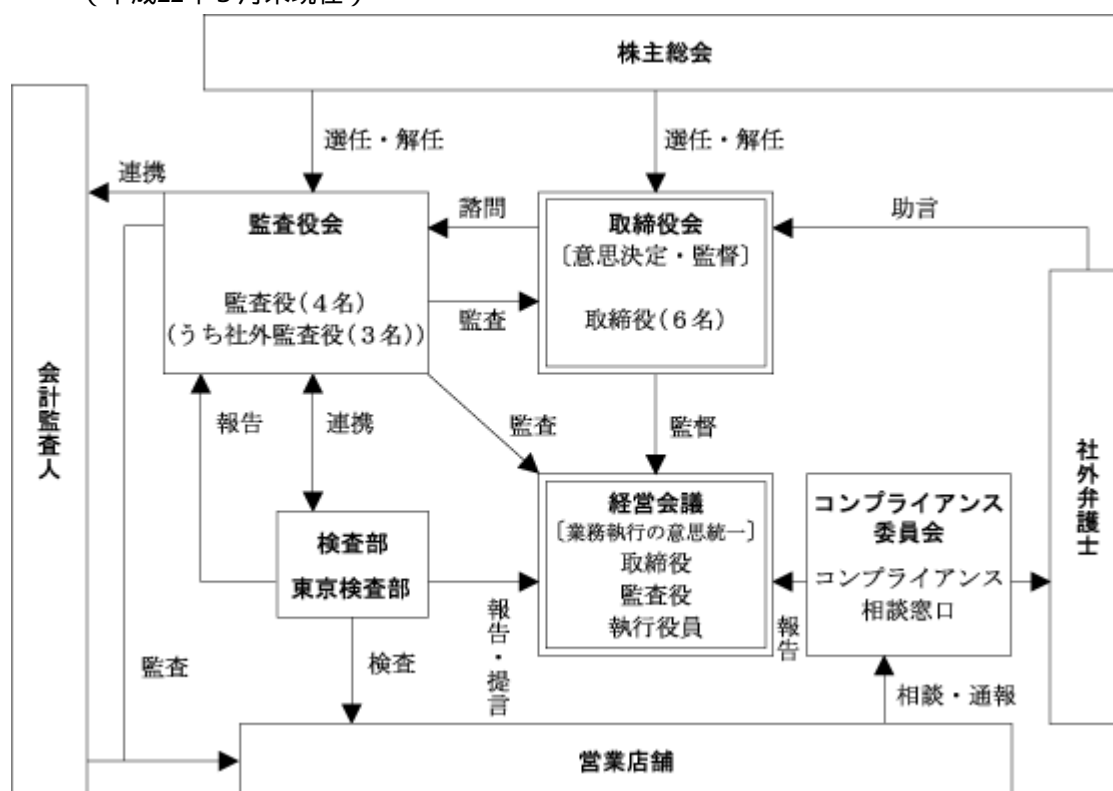 株主総会
選任・解任
選任・解任
連携
諮問
助言
監査役会
監査役(4名)
(うち社外監査役(3名))
取締役会
〔意思決定・監督〕
取締役(6名)
監査
会計監査人
報告
連携
監査
監督
社外弁護士
検査部
東京検査部
経営会議
〔業務執行の意思統一〕
取締役
監査役
執行役員
コンプライアンス
委員会
コンプライアンス
相談窓口
報告・提言
報告
監査
検査
相談・通報
営業店舗